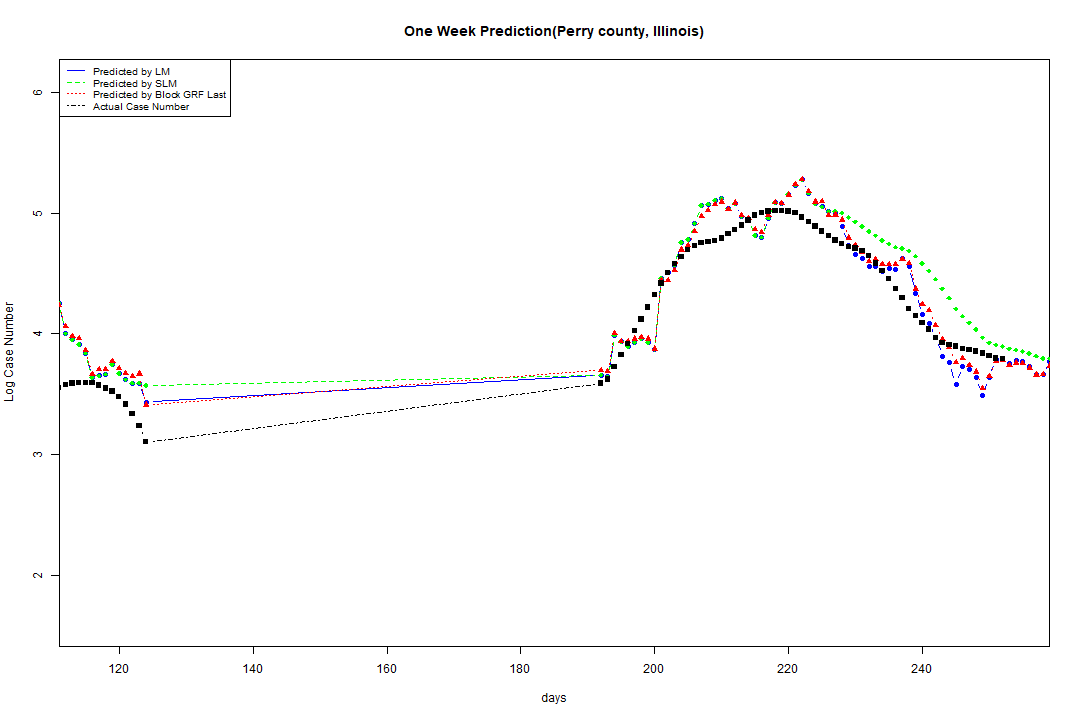 One Week Prediction(Perry county, Illinois)
Predicted by LM
Predicted by SLM
Predicted by Block GRF Last
Actual Case Number
6
5
4
3
2
Log Case Number
120 140 160 180 200 220 240
days